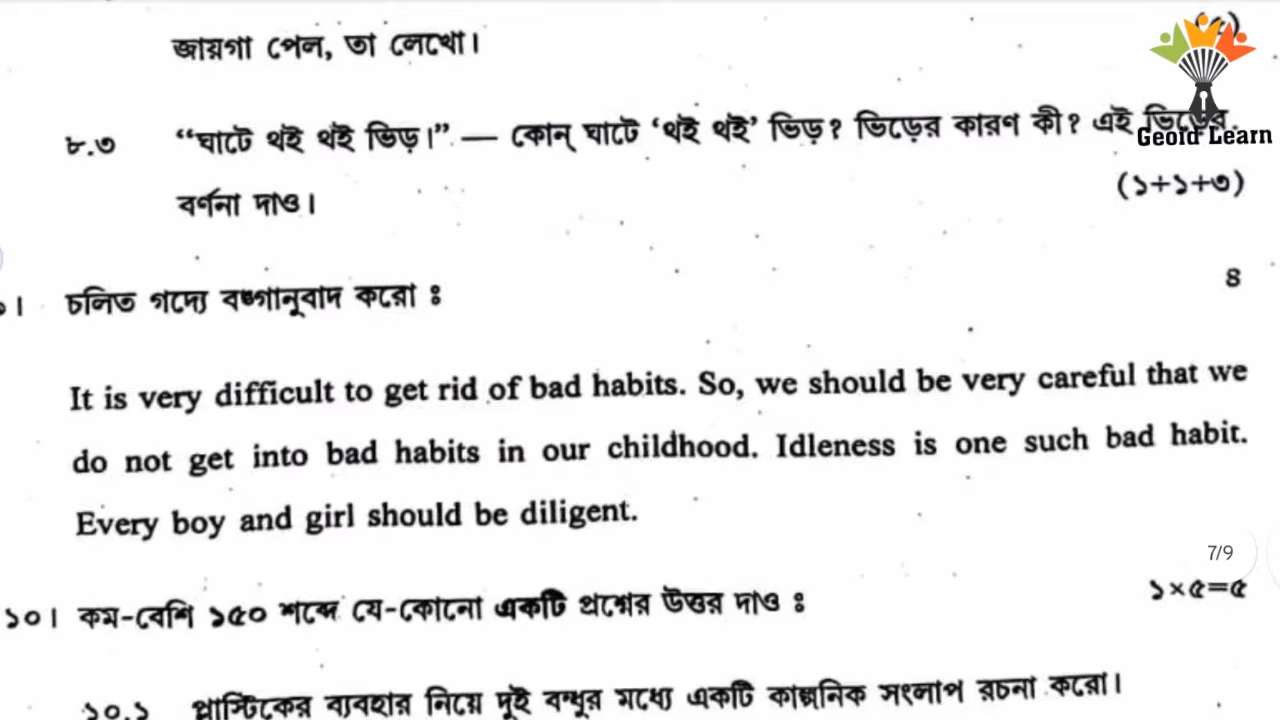 জায়গা পেল, তা লেখো।
৮.৩ “ঘাটে থই থই ভিড়।” — কোন্ ঘাটে ‘থই থই’ ভিড়? ভিড়ের কারণ কী? এই ভিড়ের
Geoid Learn
বর্ণনা দাও। (১+১+৩)
। চলিত গদ্যে বঙ্গানুবাদ করো ঃ ৪
It is very difficult to get rid of bad habits. So, we should be very careful that we
do not get into bad habits in our childhood. Idleness is one such bad habit.
Every boy and girl should be diligent.
7/9
১০। কম-বেশি ১৫০ শব্দে যে-কোনো একটি প্রশ্নের উত্তর দাও ঃ ১×৫=৫
১০.১ প্লাস্টিকের ব্যবহার নিয়ে দুই বন্ধুর মধ্যে একটি কাল্পনিক সংলাপ রচনা করো।